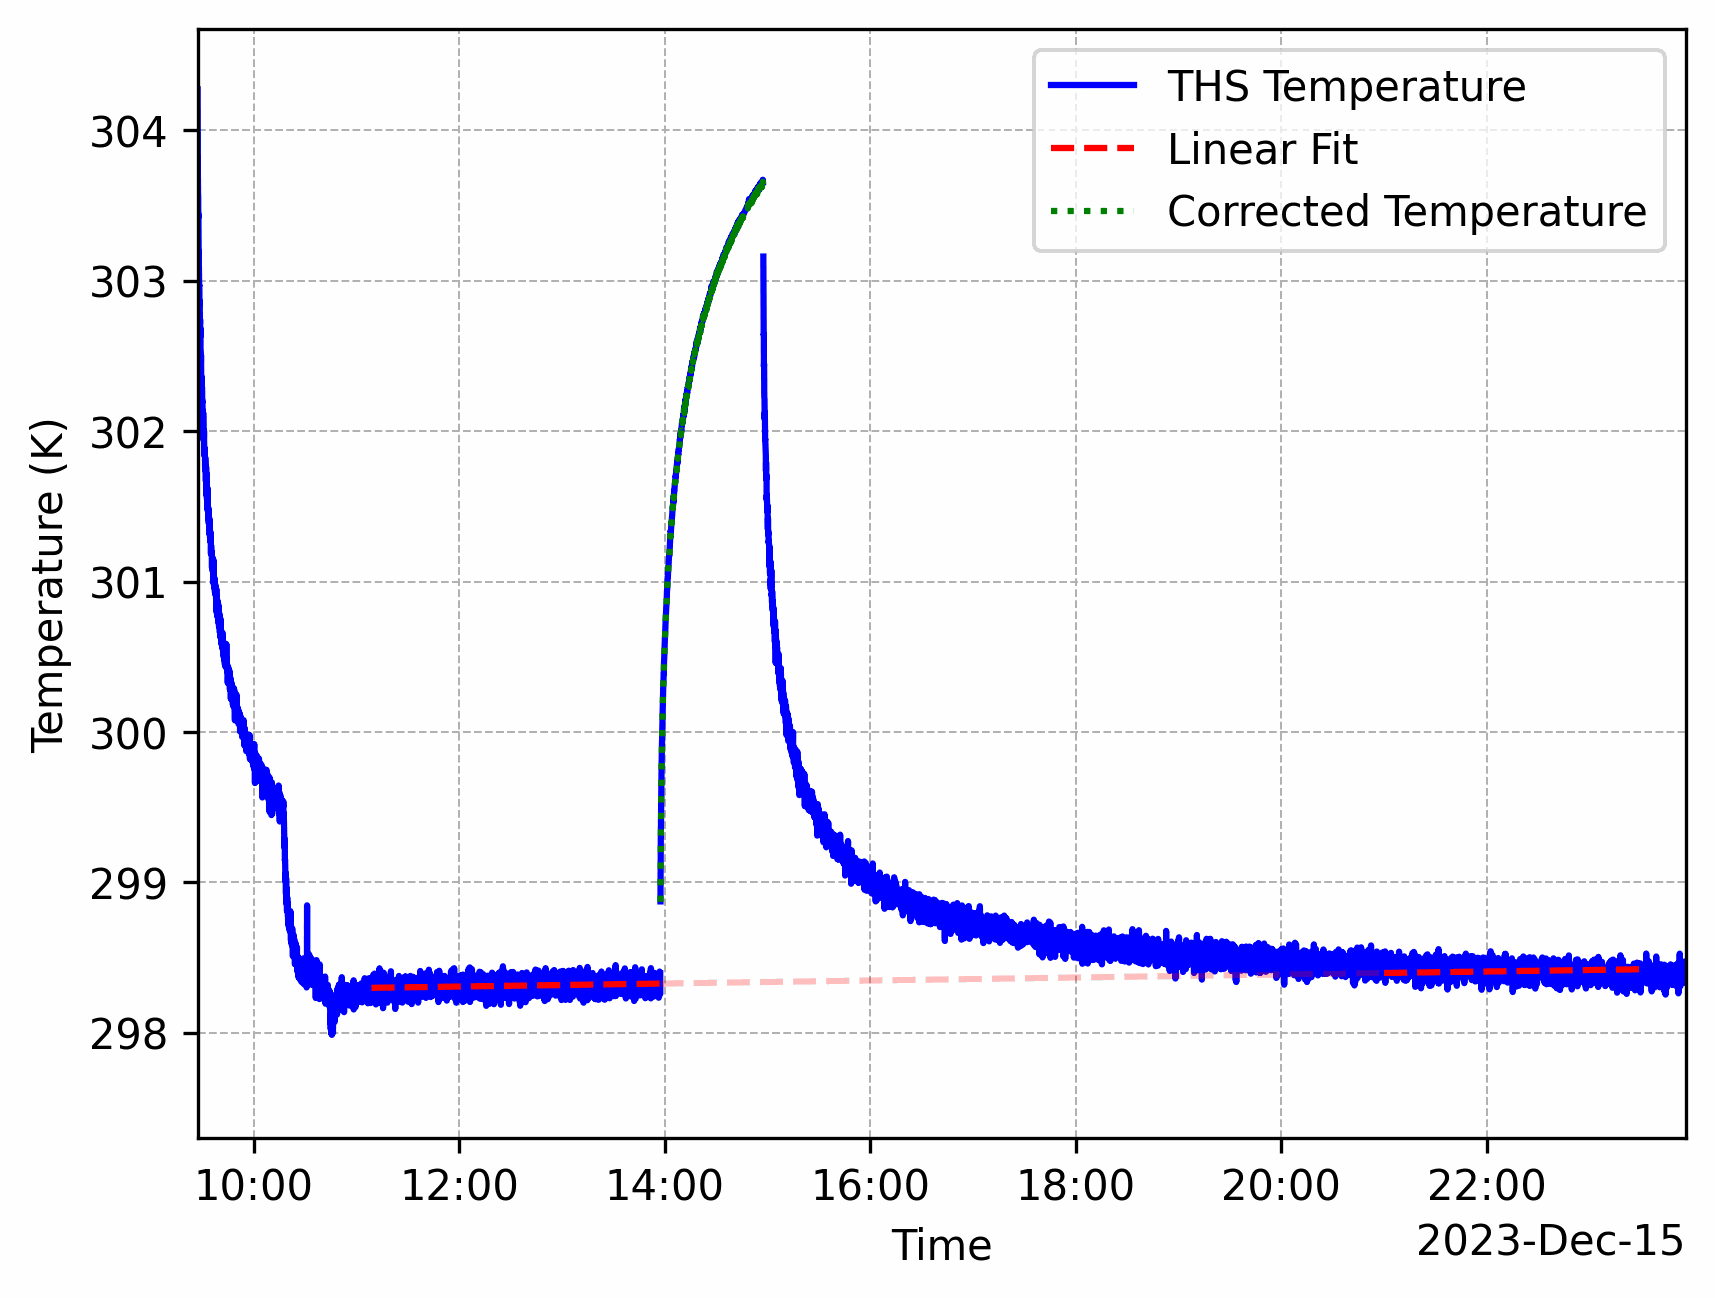 THS Temperature
Linear Fit
Corrected Temperature
Temperature (K)
304
303
302
301
300
299
298
10:00 12:00 14:00 16:00 18:00 20:00 22:00
Time
2023-Dec-15